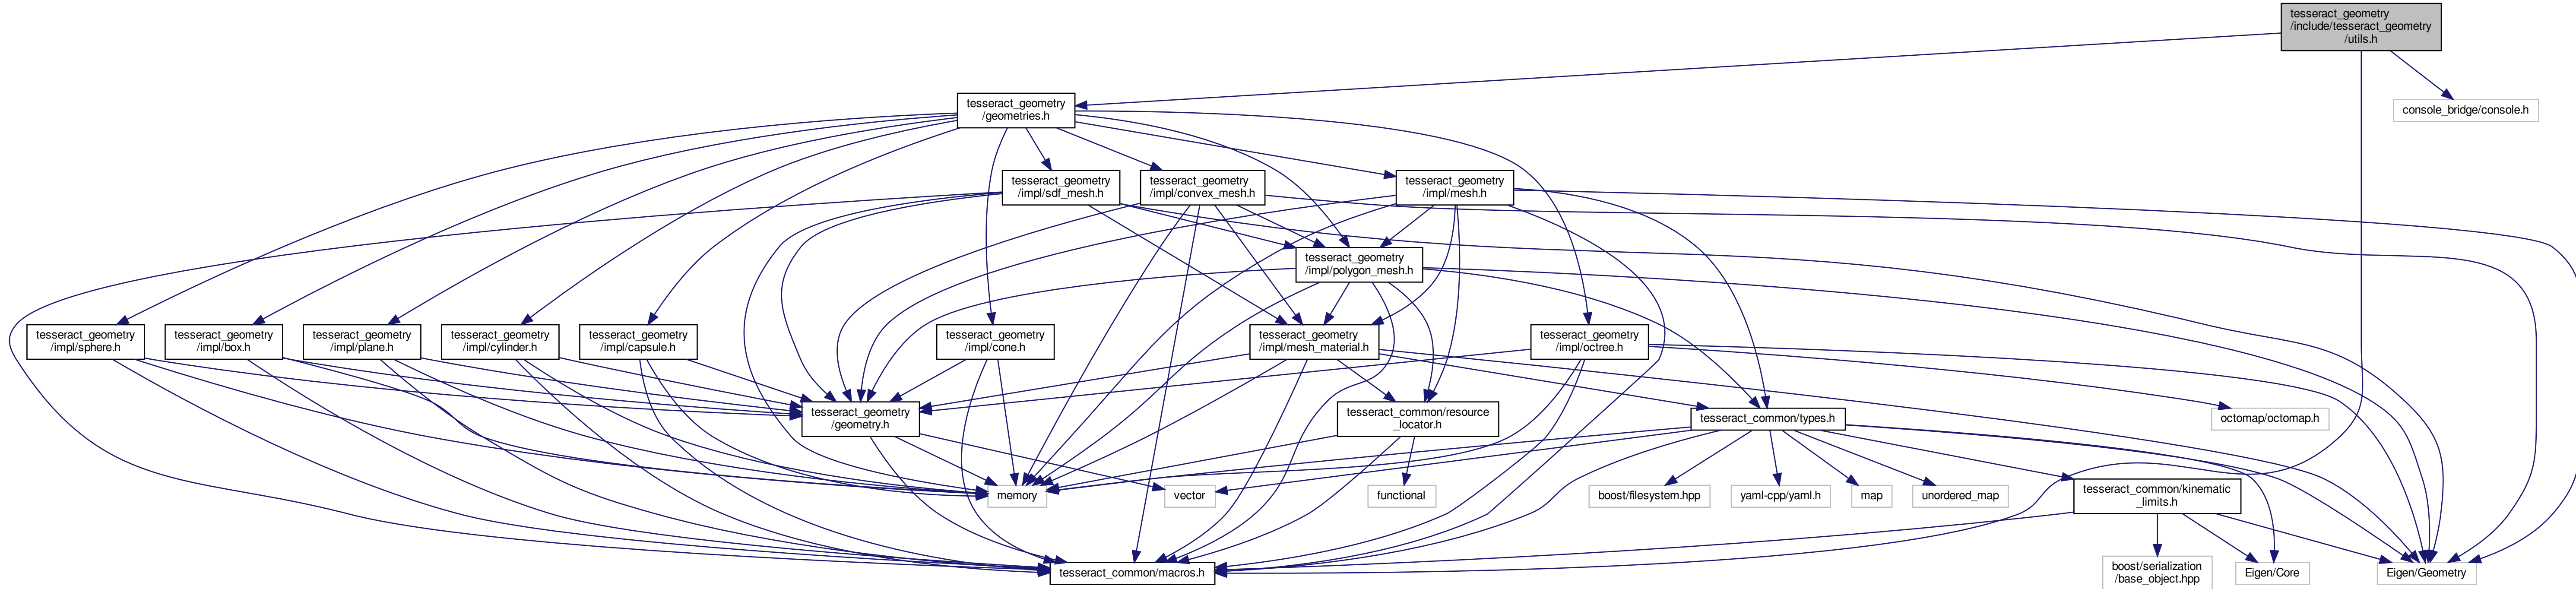 tesseract_geometry
/include/tesseract_geometry
/utils.h
tesseract_geometry
/geometries.h
console_bridge/console.h
tesseract_geometry
/impl/sdf_mesh.h
tesseract_geometry
/impl/convex_mesh.h
tesseract_geometry
/impl/mesh.h
tesseract_geometry
/impl/polygon_mesh.h
tesseract_geometry
/impl/sphere.h
tesseract_geometry
/impl/box.h
tesseract_geometry
/impl/plane.h
tesseract_geometry
/impl/cylinder.h
tesseract_geometry
/impl/capsule.h
tesseract_geometry
/impl/cone.h
tesseract_geometry
/impl/mesh_material.h
tesseract_geometry
/impl/octree.h
tesseract_geometry
/geometry.h
tesseract_common/resource
_locator.h
tesseract_common/types.h
octomap/octomap.h
memory
vector
functional
boost/filesystem.hpp
yaml-cpp/yaml.h
map
unordered_map
tesseract_common/kinematic
_limits.h
tesseract_common/macros.h
boost/serialization
/base_object.hpp
Eigen/Core
Eigen/Geometry